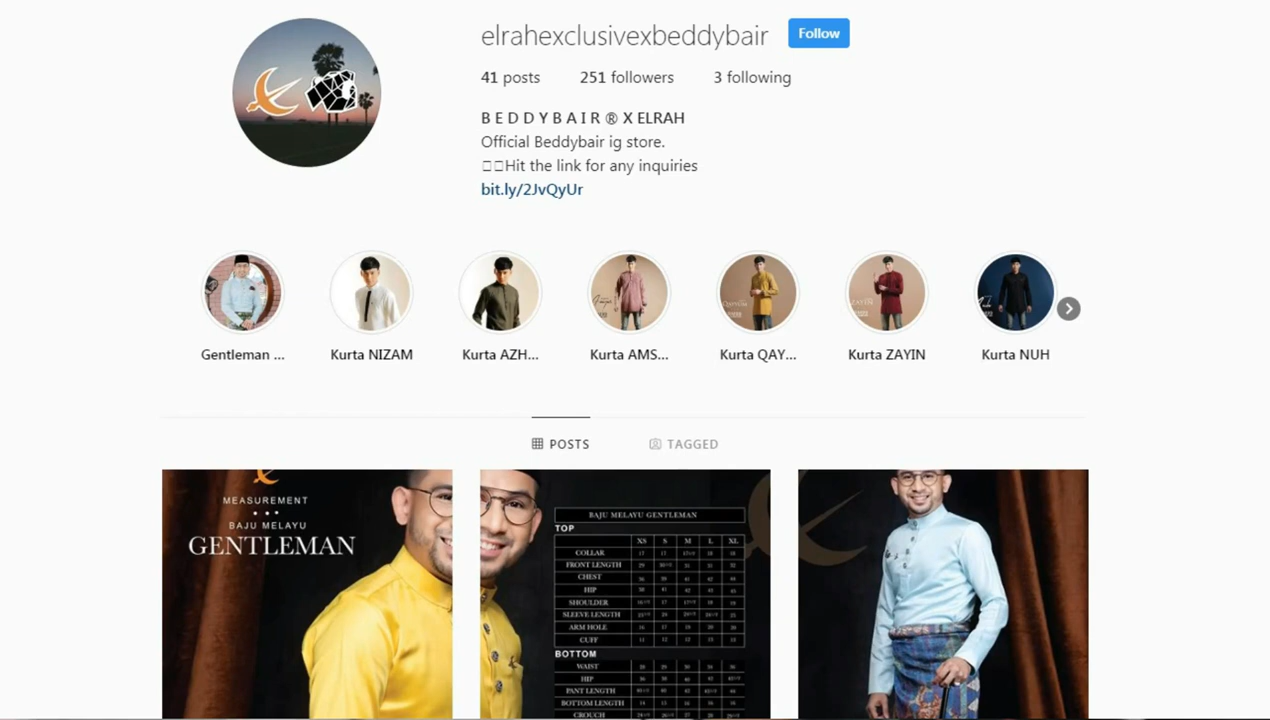 elrahexclusivexbeddybair
Follow
41 posts 251 followers 3 following
B E D D Y B A I R ® X ELRAH
Official Beddybair ig store.
Hit the link for any inquiries
bit.ly/2JvQyUr
Gentleman ...
Kurta NIZAM
Kurta AZH...
Kurta AMS...
Kurta QAY...
Kurta ZAYIN
Kurta NUH
POSTS
TAGGED
MEASUREMENT
BAJU MELAYU
GENTLEMAN
BAJU MELAYU GENTLEMAN
TOP
XS S M L XL
COLLAR
FRONT LENGTH
CHEST
HIP
SHOULDER
SLEEVE LENGTH
ARM HOLE
CUFF
BOTTOM
WAIST
HIP
PANT LENGTH
BOTTOM LENGTH
CROUCH